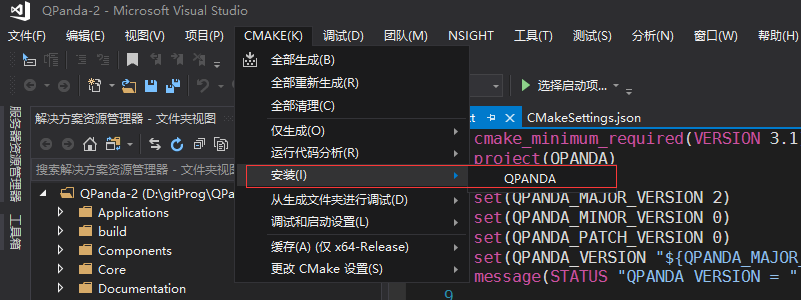 QPanda-2 - Microsoft Visual Studio
文件(F) 编辑(E) 视图(V) 项目(P) CMAKE(K) 调试(D) 团队(M) NSIGHT 工具(T) 测试(S) 分析(N) 窗口(W) 帮助(H)
全部生成(B)
全部重新生成(R)
全部清理(C)
仅生成(O)
运行代码分析(R)
安装(I)
QPANDA
从生成文件夹进行调试(D)
调试和启动设置(L)
缓存(A) (仅 x64-Release)
更改 CMake 设置(S)
选择启动项...
服务器资源管理器
工具箱
解决方案资源管理器 - 文件夹视图
搜索解决方案资源管理器 - 文件夹视图
QPanda-2 (D:\gitProg\QPanda-2)
Applications
build
Components
Core
Documentation
CMakeSettings.json
cmake_minimum_required(VERSION 3.1
project(QPANDA)
set(QPANDA_MAJOR_VERSION 2)
set(QPANDA_MINOR_VERSION 0)
set(QPANDA_PATCH_VERSION 0)
set(QPANDA_VERSION "${QPANDA_MAJOR_
message(STATUS "QPANDA VERSION = "
9